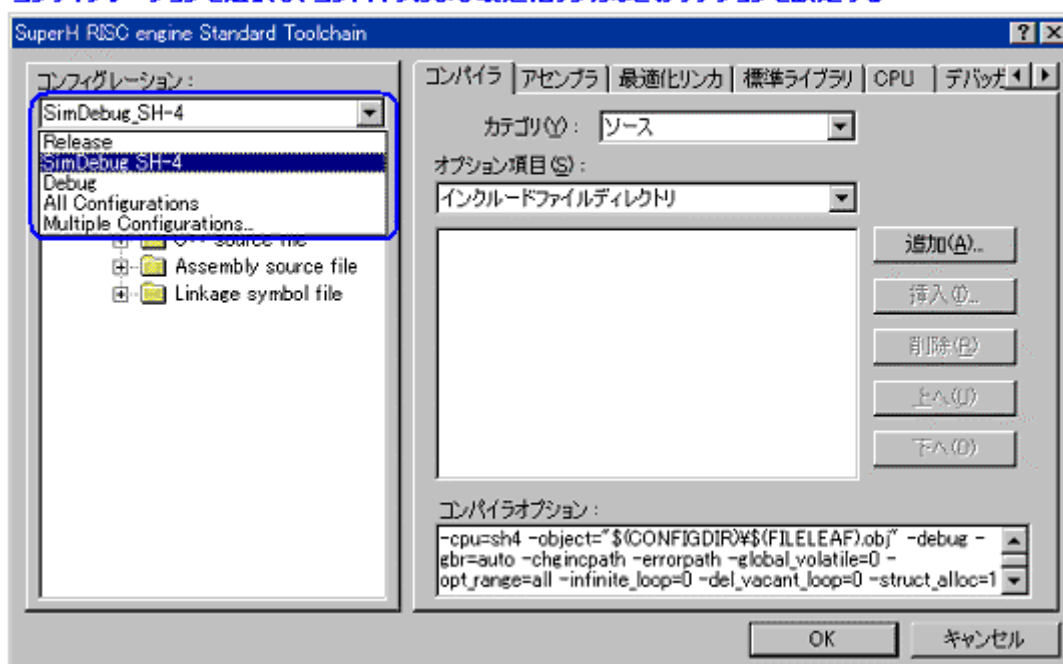 SuperH RISC engine Standard Toolchain
コンフィグレーション :
SimDebug_SH-4
Release
SimDebug_SH-4
Debug
All Configurations
Multiple Configurations...
C++ source file
Assembly source file
Linkage symbol file
コンパイラ アセンブラ 最適化リンカ 標準ライブラリ CPU デバッガ
カテゴリ(Y) : ソース
オプション項目(S) :
インクルードファイルディレクトリ
追加(A)...
挿入(I)...
削除(R)
上へ(U)
下へ(D)
コンパイラオプション :
-cpu=sh4 -object="$(CONFIGDIR)¥$(FILELEAF).obj" -debug -
gbr=auto -chgincpath -errorpath -global_volatile=0 -
opt_range=all -infinite_loop=0 -del_vacant_loop=0 -struct_alloc=1
OK キャンセル